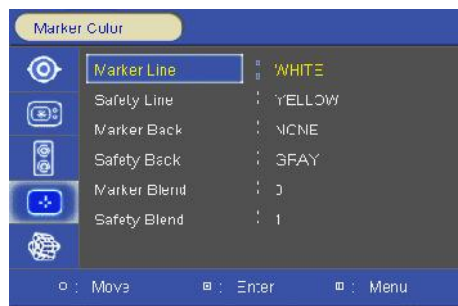 Marker Color
Marker Line : WHITE
Safety Line : YELLOW
Marker Back : NONE
Safety Back : GRAY
Marker Blend : 0
Safety Blend : 1
: Move : Enter : Menu